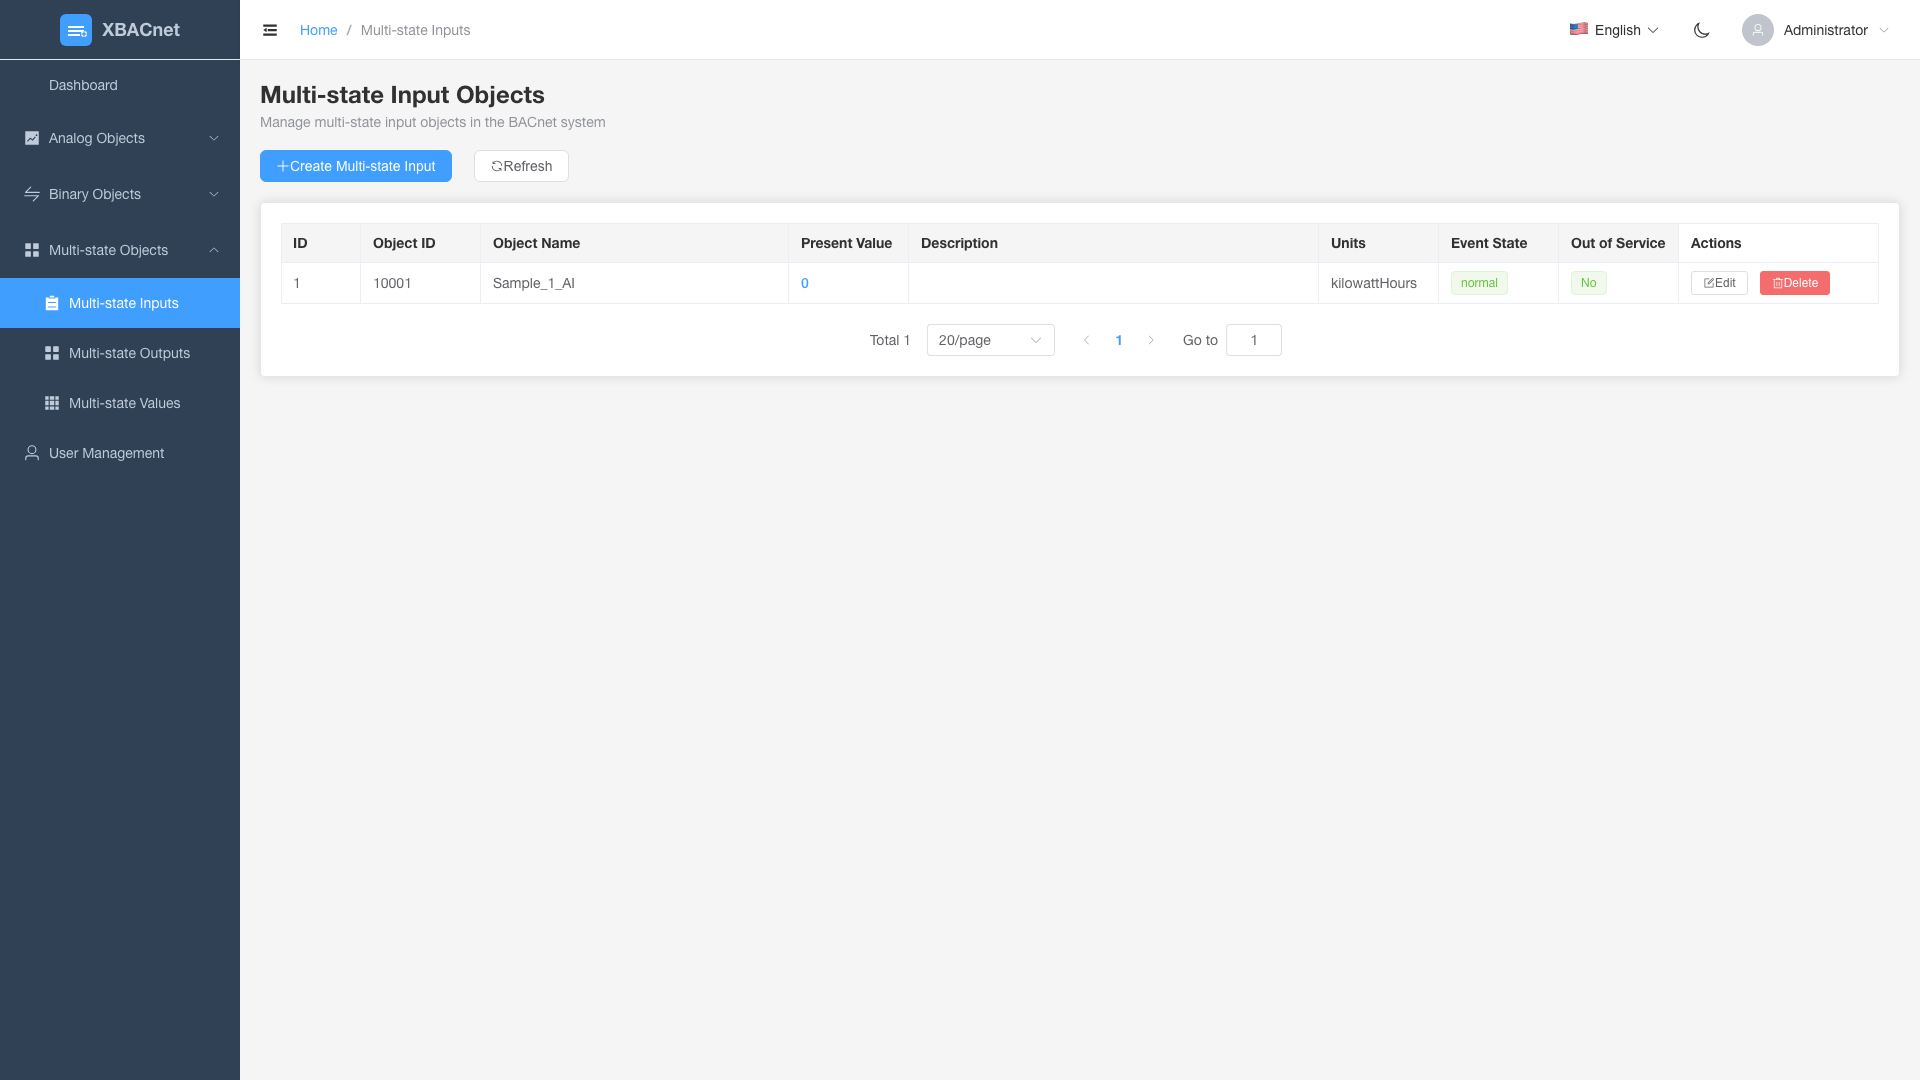 XBACnet
Dashboard
Analog Objects
Binary Objects
Multi-state Objects
Multi-state Inputs
Multi-state Outputs
Multi-state Values
User Management
Home / Multi-state Inputs
English
Administrator
Multi-state Input Objects
Manage multi-state input objects in the BACnet system
Create Multi-state Input
Refresh
ID Object ID Object Name Present Value Description Units Event State Out of Service Actions
1 10001 Sample_1_AI 0 kilowattHours normal No Edit Delete
Total 1 20/page 1 Go to 1